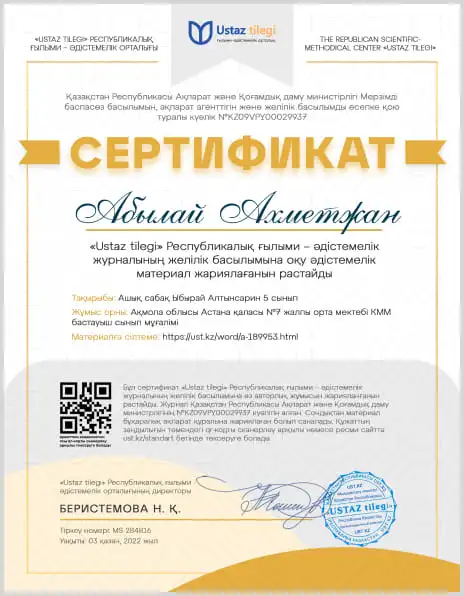 Ustaz tilegi
ҒЫЛЫМИ-ӘДІСТЕМЕЛІК ОРТАЛЫҚ
«USTAZ TILEGI» РЕСПУБЛИКАЛЫҚ
ҒЫЛЫМИ – ӘДІСТЕМЕЛІК ОРТАЛЫҒЫ
THE REPUBLICAN SCIENTIFIC-
METHODICAL CENTER «USTAZ TILEGI»
Қазақстан Республикасы Ақпарат және Қоғамдық даму министрлігі Мерзімді
баспасөз басылымын, ақпарат агенттігін және желілік басылымды есепке қою
туралы куәлік №KZ09VPY00029937
СЕРТИФИКАТ
Абылай Ахметжан
«Ustaz tilegi» Республикалық ғылыми – әдістемелік
журналының желілік басылымына оқу әдістемелік
материал жариялағанын растайды
Тақырыбы: Ашық сабақ Ыбырай Алтынсарин 5 сынып
Жұмыс орны: Ақмола облысы Астана қаласы №7 жалпы орта мектебі КММ
бастауыш сынып мұғалімі
Материалға сілтеме: https://ust.kz/word/a-189953.html
Бұл сертификат «Ustaz tilegi» Республикалық ғылыми – әдістемелік
журналының желілік басылымына өз авторлық жұмысын жарияланғанын
растайды. Журнал Қазақстан Республикасы Ақпарат және Қоғамдық даму
министрлігінің №KZ09VPY00029937 куәлігін алған. Сондықтан материал
бұқаралық ақпарат құралына жарияланған болып саналады. Құжаттың
заңдылығын төмендегі qr-кодты сканерлеу арқылы немесе ресми сайтта
ust.kz/standart бетінде тексеруге болады.
«Ustaz tilegi» Республикалық ғылыми
әдістемелік орталығының директоры
БЕРИСТЕМОВА Н. Қ.
Тіркеу номері: MS 284816
Уақыты: 03 қазан, 2022 жыл
UST.KZ
USTAZ tilegi
UST.KZ